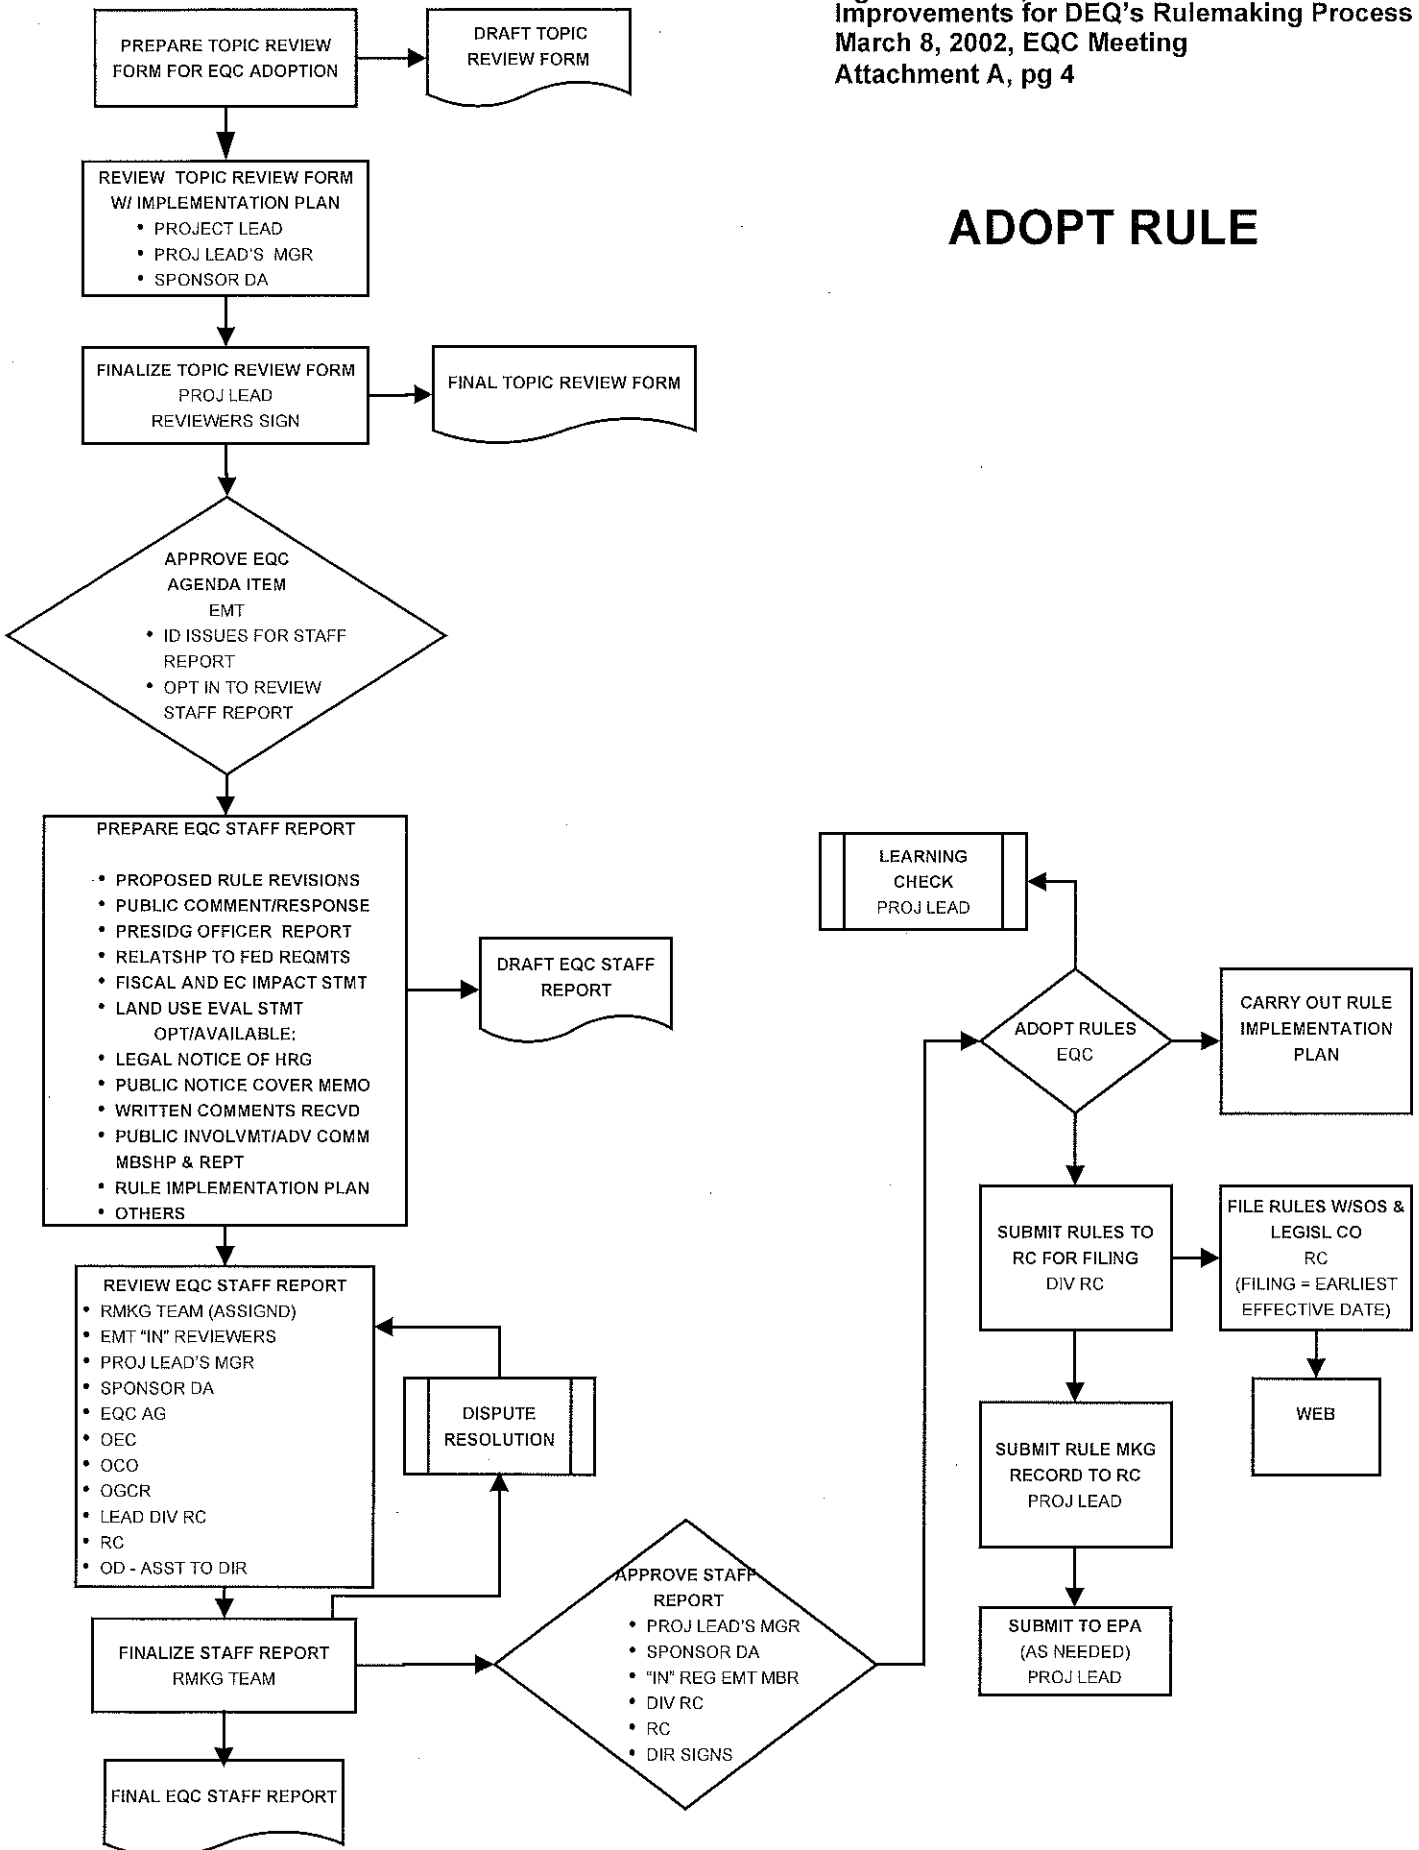 Improvements for DEQ's Rulemaking Process
March 8, 2002, EQC Meeting
Attachment A, pg 4
ADOPT RULE
PREPARE TOPIC REVIEW
FORM FOR EQC ADOPTION
DRAFT TOPIC
REVIEW FORM
REVIEW TOPIC REVIEW FORM
W/ IMPLEMENTATION PLAN
• PROJECT LEAD
• PROJ LEAD'S MGR
• SPONSOR DA
FINALIZE TOPIC REVIEW FORM
PROJ LEAD
REVIEWERS SIGN
FINAL TOPIC REVIEW FORM
APPROVE EQC
AGENDA ITEM
EMT
• ID ISSUES FOR STAFF
REPORT
• OPT IN TO REVIEW
STAFF REPORT
PREPARE EQC STAFF REPORT
• PROPOSED RULE REVISIONS
• PUBLIC COMMENT/RESPONSE
• PRESIDG OFFICER REPORT
• RELATSHP TO FED REQMTS
• FISCAL AND EC IMPACT STMT
• LAND USE EVAL STMT
OPT/AVAILABLE:
• LEGAL NOTICE OF HRG
• PUBLIC NOTICE COVER MEMO
• WRITTEN COMMENTS RECVD
• PUBLIC INVOLVMT/ADV COMM
MBSHP & REPT
• RULE IMPLEMENTATION PLAN
• OTHERS
DRAFT EQC STAFF
REPORT
REVIEW EQC STAFF REPORT
• RMKG TEAM (ASSIGND)
• EMT "IN" REVIEWERS
• PROJ LEAD'S MGR
• SPONSOR DA
• EQC AG
• OEC
• OCO
• OGCR
• LEAD DIV RC
• RC
• OD - ASST TO DIR
DISPUTE
RESOLUTION
FINALIZE STAFF REPORT
RMKG TEAM
FINAL EQC STAFF REPORT
APPROVE STAFF
REPORT
• PROJ LEAD'S MGR
• SPONSOR DA
• "IN" REG EMT MBR
• DIV RC
• RC
• DIR SIGNS
LEARNING
CHECK
PROJ LEAD
ADOPT RULES
EQC
CARRY OUT RULE
IMPLEMENTATION
PLAN
SUBMIT RULES TO
RC FOR FILING
DIV RC
FILE RULES W/SOS &
LEGISL CO
RC
(FILING = EARLIEST
EFFECTIVE DATE)
WEB
SUBMIT RULE MKG
RECORD TO RC
PROJ LEAD
SUBMIT TO EPA
(AS NEEDED)
PROJ LEAD